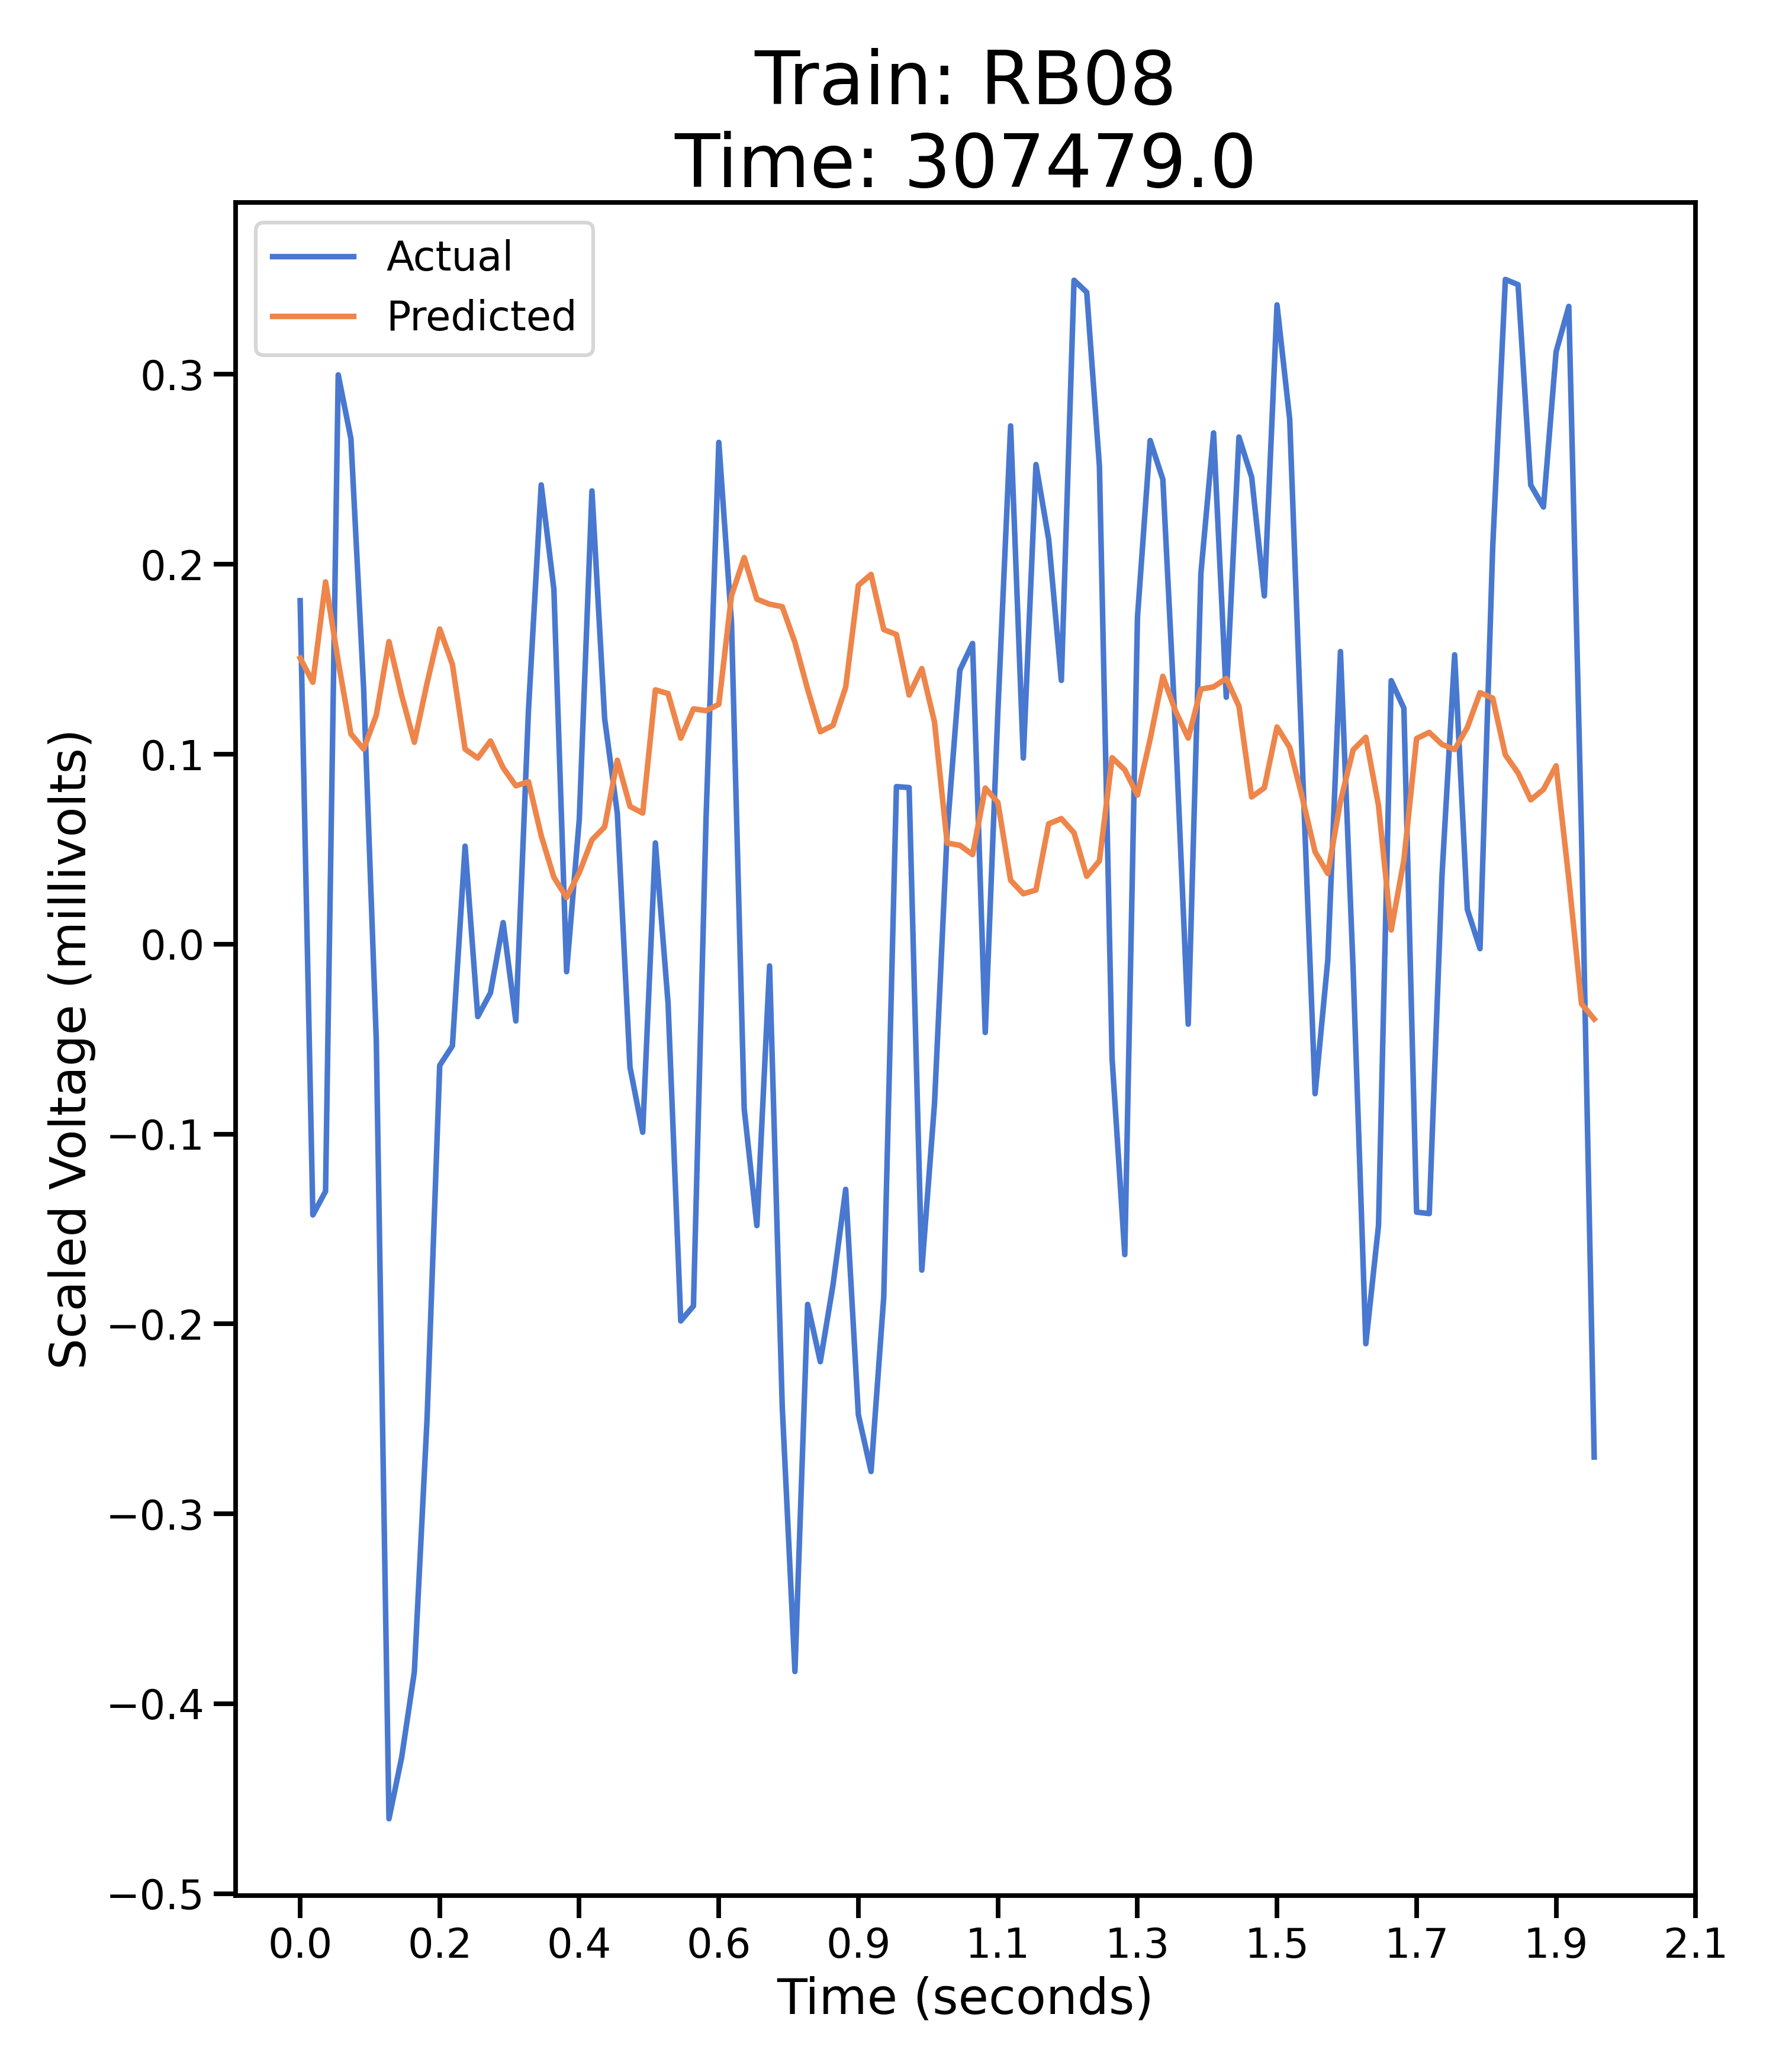 Train: RB08
Time: 307479.0
Actual
Predicted
Scaled Voltage (millivolts)
0.3
0.2
0.1
0.0
−0.1
−0.2
−0.3
−0.4
−0.5
0.0 0.2 0.4 0.6 0.9 1.1 1.3 1.5 1.7 1.9 2.1
Time (seconds)